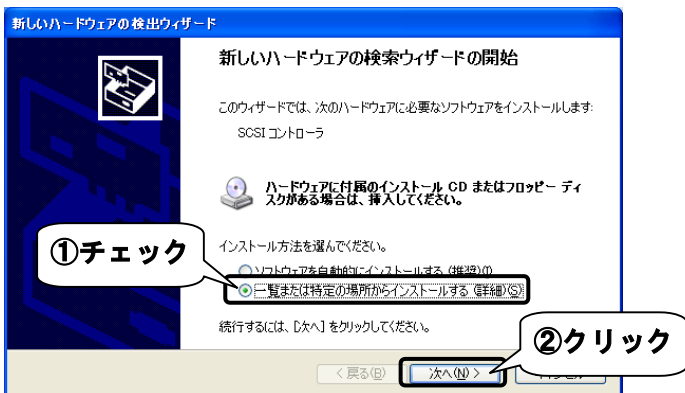 新しいハードウェアの検出ウィザード
新しいハードウェアの検索ウィザードの開始
このウィザードでは、次のハードウェアに必要なソフトウェアをインストールします:
SCSI コントローラ
ハードウェアに付属のインストール CD またはフロッピー ディ
スクがある場合は、挿入してください。
①チェック
インストール方法を選んでください。
ソフトウェアを自動的にインストールする (推奨)(I)
一覧または特定の場所からインストールする (詳細)(S)
続行するには、[次へ] をクリックしてください。
②クリック
< 戻る(B)
次へ(N) >